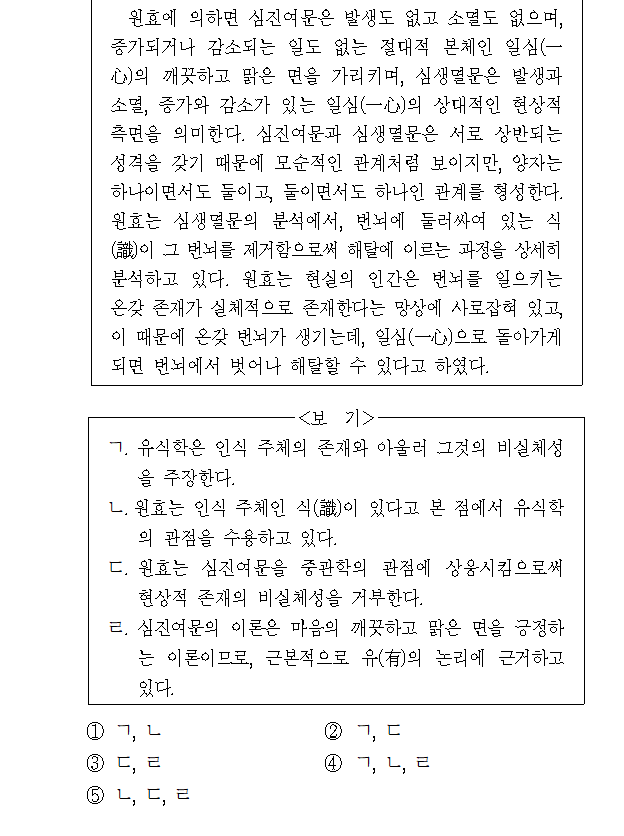 원효에 의하면 심진여문은 발생도 없고 소멸도 없으며,
증가되거나 감소되는 일도 없는 절대적 본체인 일심(一
心)의 깨끗하고 맑은 면을 가리키며, 심생멸문은 발생과
소멸, 증가와 감소가 있는 일심(一心)의 상대적인 현상적
측면을 의미한다. 심진여문과 심생멸문은 서로 상반되는
성격을 갖기 때문에 모순적인 관계처럼 보이지만, 양자는
하나이면서도 둘이고, 둘이면서도 하나인 관계를 형성한다.
원효는 심생멸문의 분석에서, 번뇌에 둘러싸여 있는 식
(識)이 그 번뇌를 제거함으로써 해탈에 이르는 과정을 상세히
분석하고 있다. 원효는 현실의 인간은 번뇌를 일으키는
온갖 존재가 실체적으로 존재한다는 망상에 사로잡혀 있고,
이 때문에 온갖 번뇌가 생기는데, 일심(一心)으로 돌아가게
되면 번뇌에서 벗어나 해탈할 수 있다고 하였다.
<보 기>
ㄱ. 유식학은 인식 주체의 존재와 아울러 그것의 비실체성
을 주장한다.
ㄴ. 원효는 인식 주체인 식(識)이 있다고 본 점에서 유식학
의 관점을 수용하고 있다.
ㄷ. 원효는 심진여문을 중관학의 관점에 상응시킴으로써
현상적 존재의 비실체성을 거부한다.
ㄹ. 심진여문의 이론은 마음의 깨끗하고 맑은 면을 긍정하
는 이론이므로, 근본적으로 유(有)의 논리에 근거하고
있다.
① ㄱ, ㄴ ② ㄱ, ㄷ
③ ㄷ, ㄹ ④ ㄱ, ㄴ, ㄹ
⑤ ㄴ, ㄷ, ㄹ